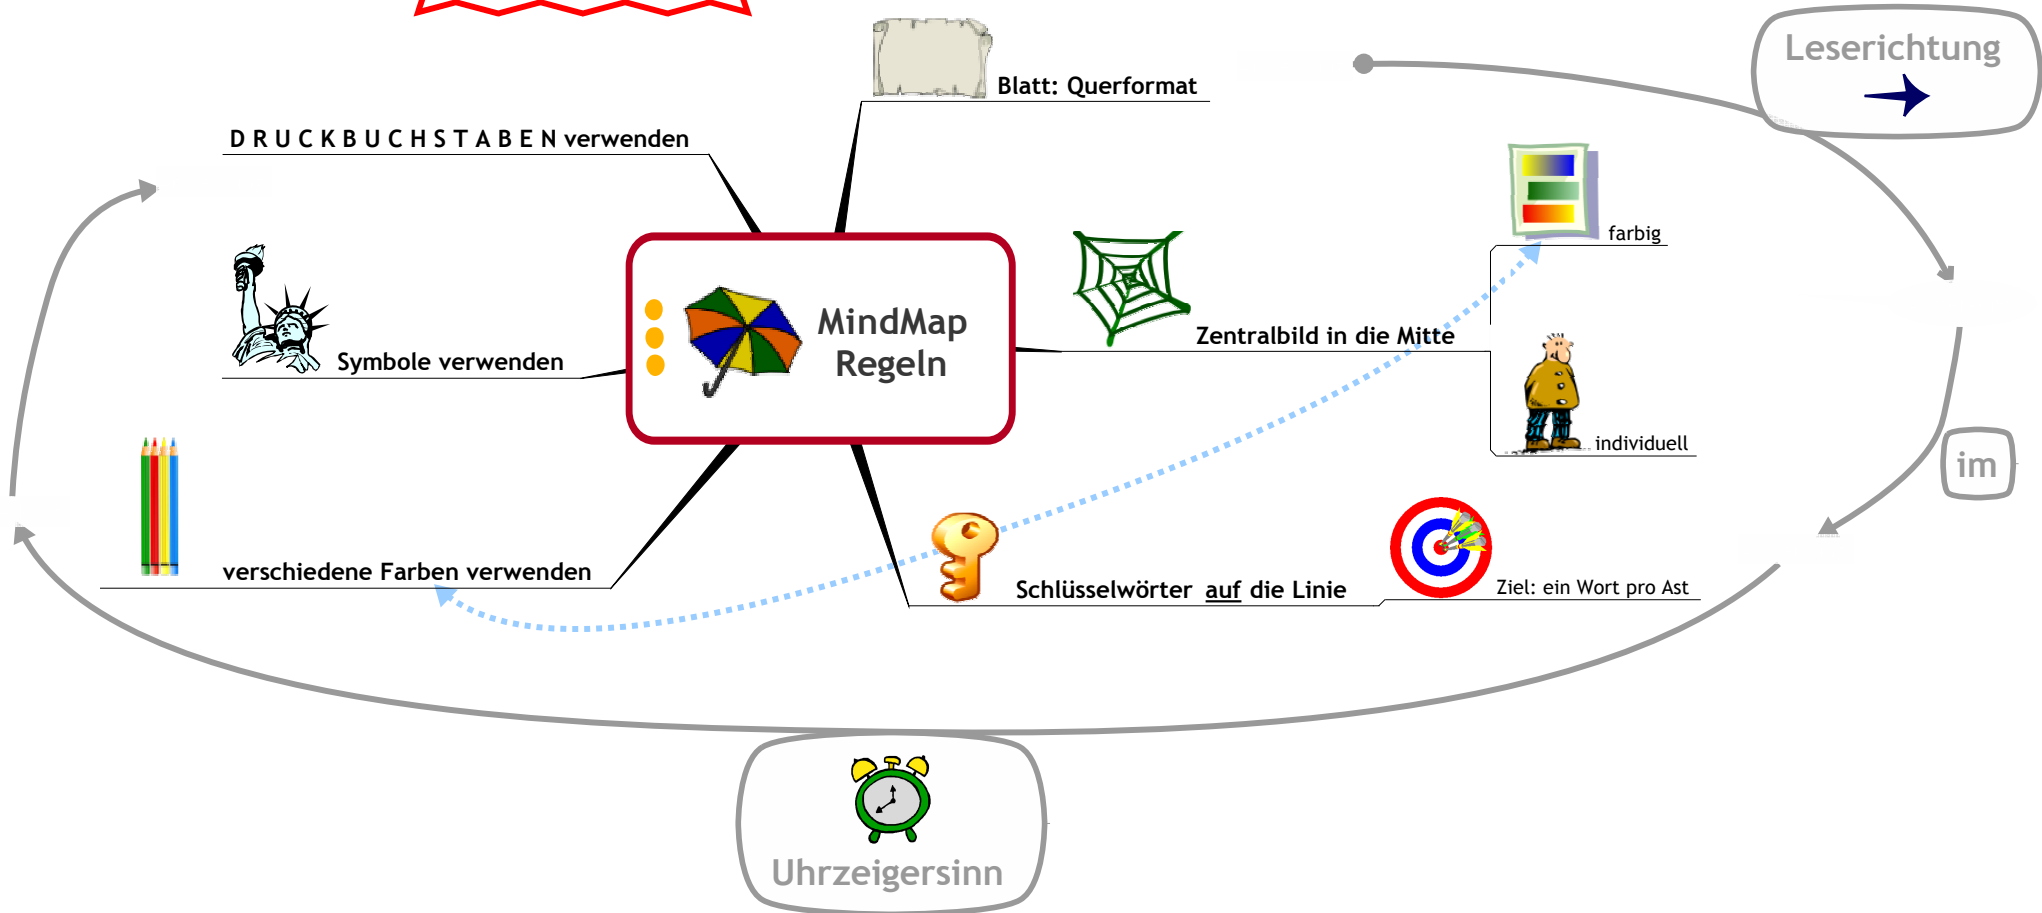 Leserichtung
Blatt: Querformat
D R U C K B U C H S T A B E N verwenden
farbig
MindMap
Regeln
Zentralbild in die Mitte
Symbole verwenden
individuell
im
verschiedene Farben verwenden
Schlüsselwörter auf die Linie
Ziel: ein Wort pro Ast
Uhrzeigersinn